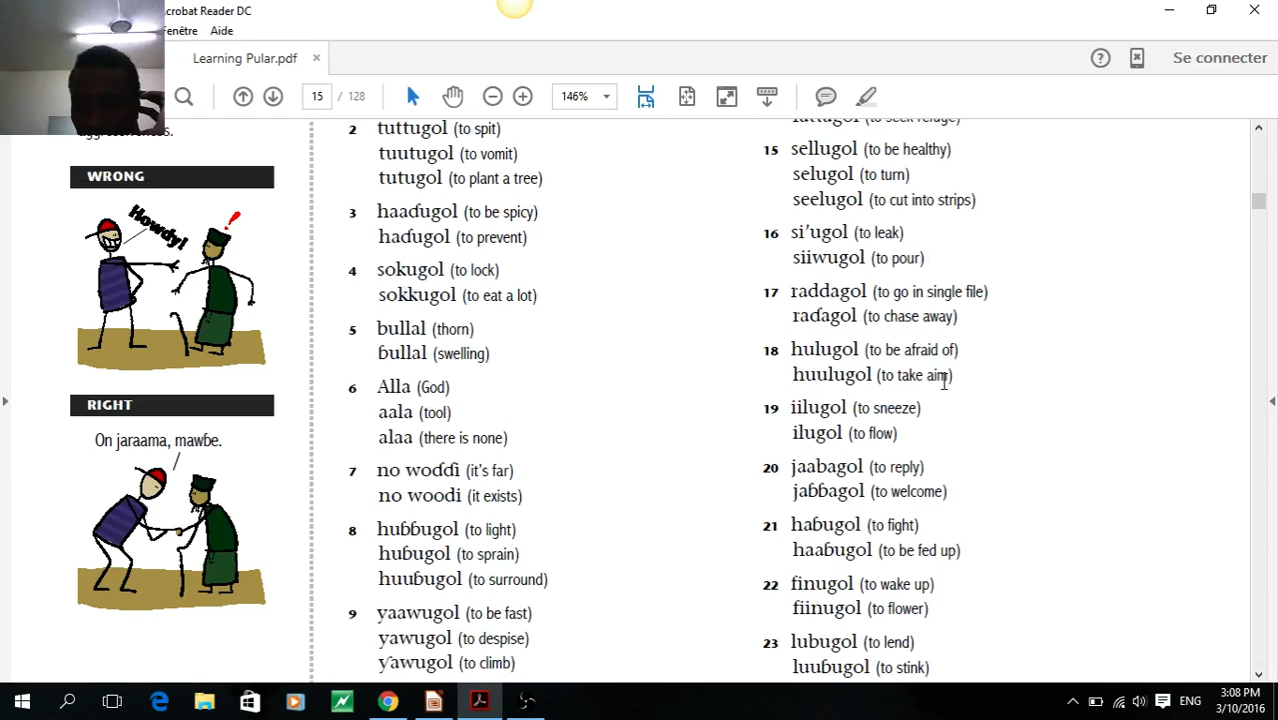 crobat Reader DC
enêtre Aide
Learning Pular.pdf
Se connecter
15 / 128
146%
aggressiveness.
WRONG
Howdy!
!
RIGHT
On jaraama, mawɓe.
2 tuttugol (to spit)
tuutugol (to vomit)
tutugol (to plant a tree)
3 haaɗugol (to be spicy)
haɗugol (to prevent)
4 sokugol (to lock)
sokkugol (to eat a lot)
5 bullal (thorn)
ɓullal (swelling)
6 Alla (God)
aala (tool)
alaa (there is none)
7 no woɗɗi (it's far)
no woodi (it exists)
8 huɓɓugol (to light)
huɓugol (to sprain)
huuɓugol (to surround)
9 yaawugol (to be fast)
yawugol (to despise)
ƴawugol (to climb)
(to seek refuge)
15 sellugol (to be healthy)
selugol (to turn)
seelugol (to cut into strips)
16 si'ugol (to leak)
siiwugol (to pour)
17 raddagol (to go in single file)
raɗagol (to chase away)
18 hulugol (to be afraid of)
huulugol (to take aim)
19 iilugol (to sneeze)
ilugol (to flow)
20 jaabagol (to reply)
jaɓɓagol (to welcome)
21 haɓugol (to fight)
haaɓugol (to be fed up)
22 finugol (to wake up)
fiinugol (to flower)
23 lubugol (to lend)
luuɓugol (to stink)
ENG
3:08 PM
3/10/2016